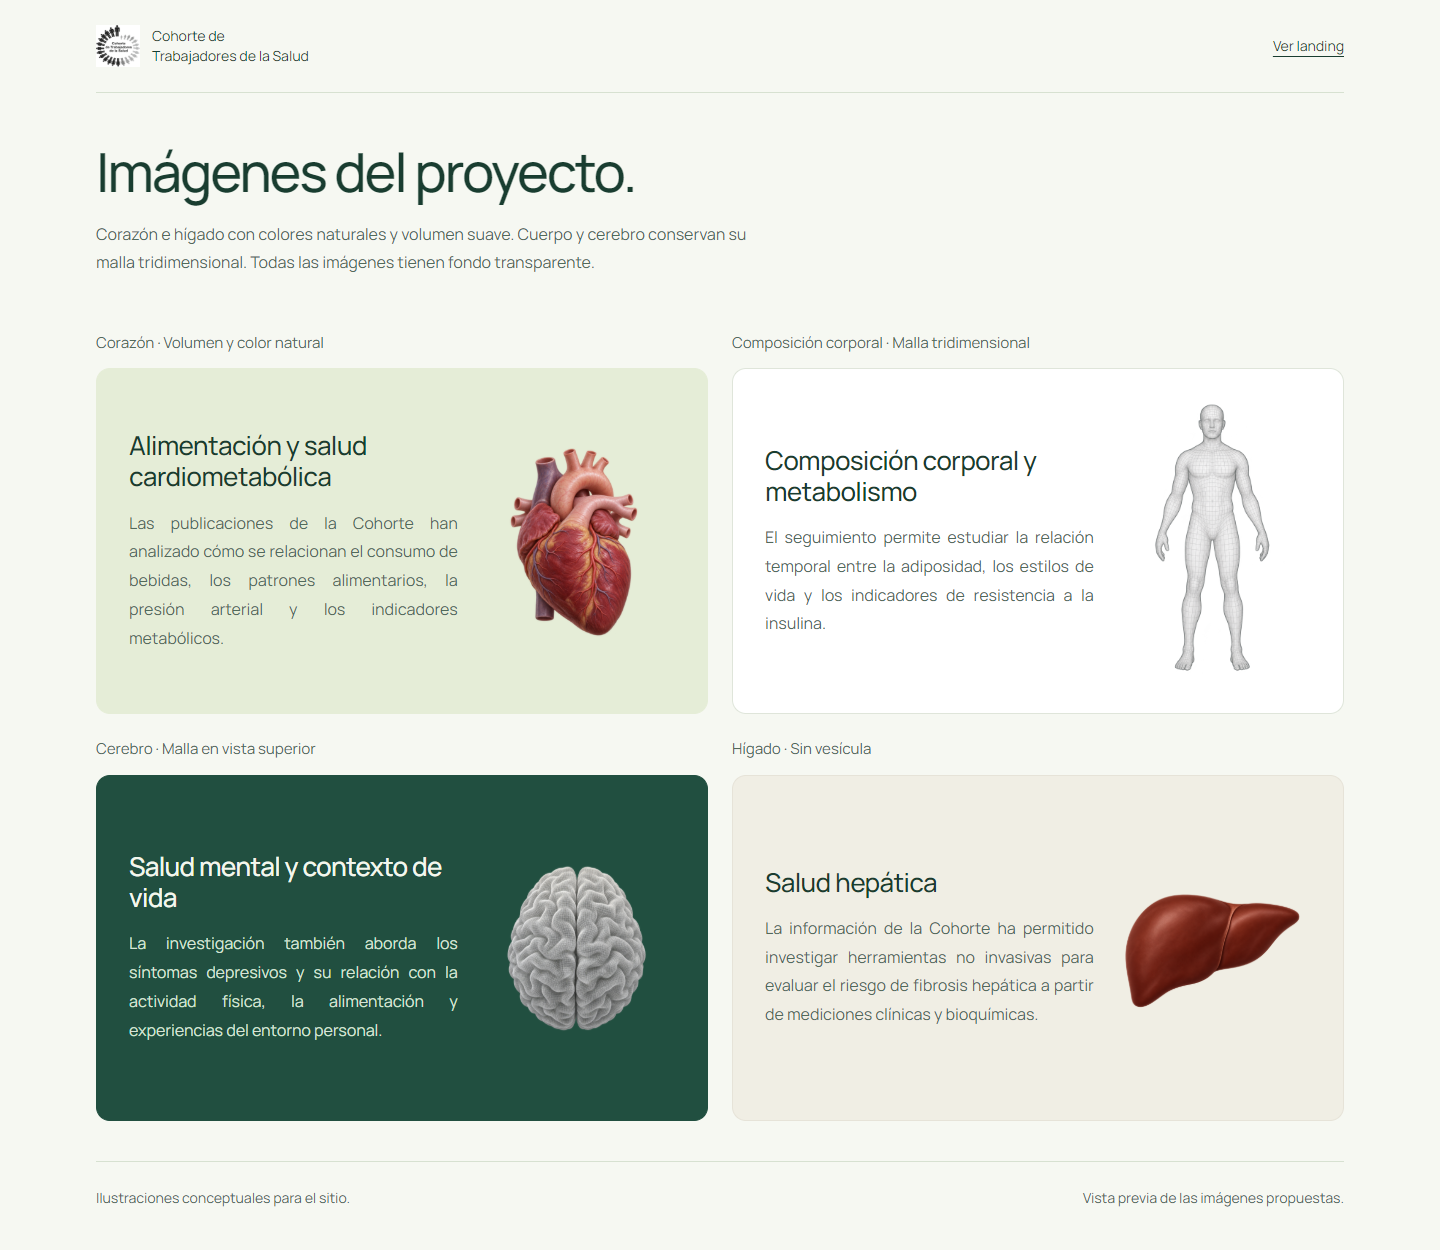 Cohorte de
Trabajadores de la Salud
Cohorte de
Trabajadores de la Salud
Ver landing
Imágenes del proyecto.
Corazón e hígado con colores naturales y volumen suave. Cuerpo y cerebro conservan su
malla tridimensional. Todas las imágenes tienen fondo transparente.
Corazón · Volumen y color natural
Alimentación y salud
cardiometabólica
Las publicaciones de la Cohorte han
analizado cómo se relacionan el consumo de
bebidas, los patrones alimentarios, la
presión arterial y los indicadores
metabólicos.
Composición corporal · Malla tridimensional
Composición corporal y
metabolismo
El seguimiento permite estudiar la relación
temporal entre la adiposidad, los estilos de
vida y los indicadores de resistencia a la
insulina.
Cerebro · Malla en vista superior
Salud mental y contexto de
vida
La investigación también aborda los
síntomas depresivos y su relación con la
actividad física, la alimentación y
experiencias del entorno personal.
Hígado · Sin vesícula
Salud hepática
La información de la Cohorte ha permitido
investigar herramientas no invasivas para
evaluar el riesgo de fibrosis hepática a partir
de mediciones clínicas y bioquímicas.
Ilustraciones conceptuales para el sitio.
Vista previa de las imágenes propuestas.